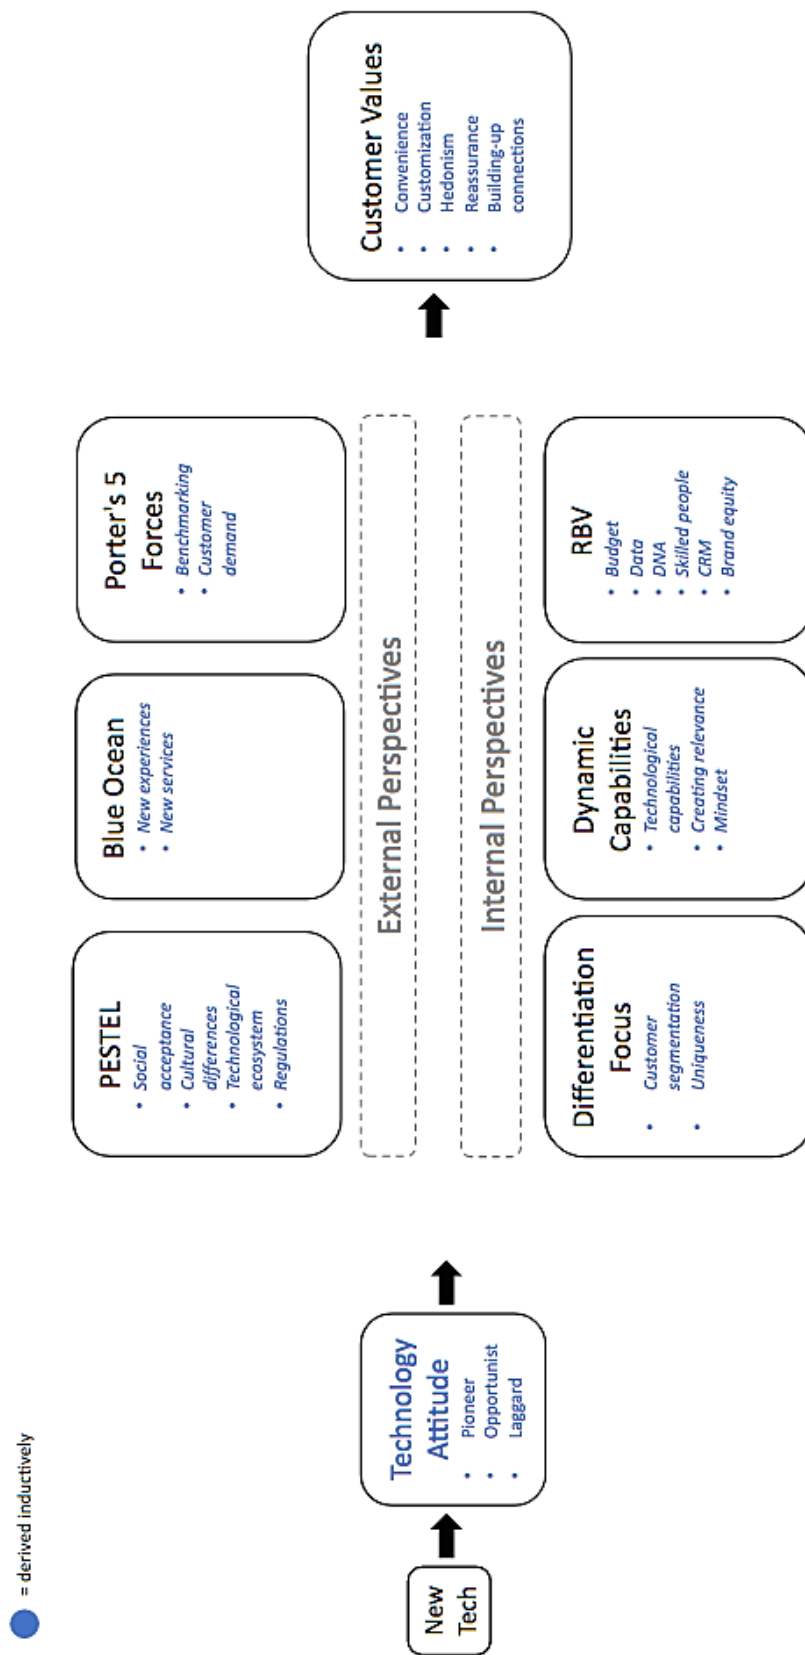 = derived inductively
New
Tech
Technology
Attitude
• Pioneer
• Opportunist
• Laggard
PESTEL
• Social
acceptance
• Cultural
differences
• Technological
ecosystem
• Regulations
Blue Ocean
• New experiences
• New services
Porter's 5
Forces
• Benchmarking
• Customer
demand
External Perspectives
Internal Perspectives
Differentiation
Focus
• Customer
segmentation
• Uniqueness
Dynamic
Capabilities
• Technological
capabilities
• Creating relevance
• Mindset
RBV
• Budget
• Data
• DNA
• Skilled people
• CRM
• Brand equity
Customer Values
• Convenience
• Customization
• Hedonism
• Reassurance
• Building-up
connections